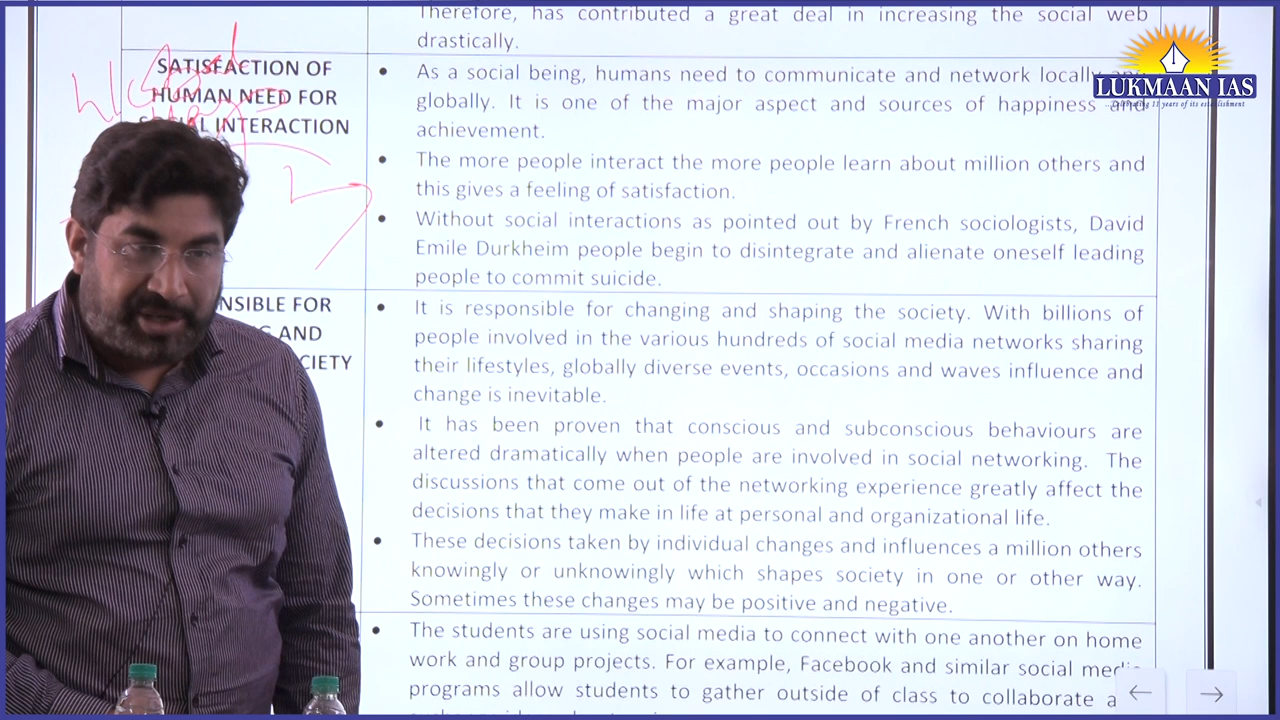 Therefore, has contributed a great deal in increasing the social web
drastically.
SATISFACTION OF
HUMAN NEED FOR
INTERACTION
• As a social being, humans need to communicate and network locally and
globally. It is one of the major aspect and sources of happiness and
achievement.
• The more people interact the more people learn about million others and
this gives a feeling of satisfaction.
• Without social interactions as pointed out by French sociologists, David
Emile Durkheim people begin to disintegrate and alienate oneself leading
people to commit suicide.
NSIBLE FOR
AND
CIETY
• It is responsible for changing and shaping the society. With billions of
people involved in the various hundreds of social media networks sharing
their lifestyles, globally diverse events, occasions and waves influence and
change is inevitable.
• It has been proven that conscious and subconscious behaviours are
altered dramatically when people are involved in social networking. The
discussions that come out of the networking experience greatly affect the
decisions that they make in life at personal and organizational life.
• These decisions taken by individual changes and influences a million others
knowingly or unknowingly which shapes society in one or other way.
Sometimes these changes may be positive and negative.
• The students are using social media to connect with one another on home
work and group projects. For example, Facebook and similar social media
programs allow students to gather outside of class to collaborate a
LUKMAAN IAS
...Celebrating 11 years of its establishment